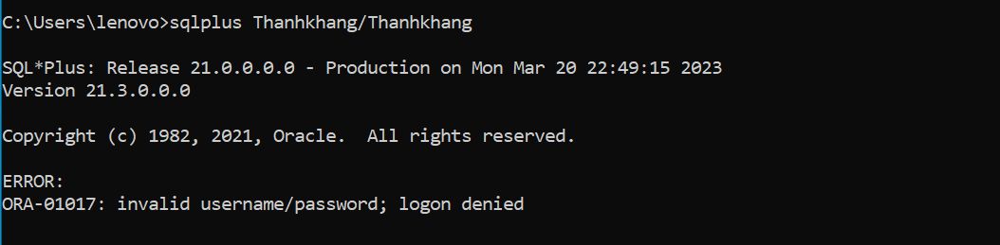 C:\Users\lenovo>sqlplus Thanhkhang/Thanhkhang
SQL*Plus: Release 21.0.0.0.0 - Production on Mon Mar 20 22:49:15 2023
Version 21.3.0.0.0
Copyright (c) 1982, 2021, Oracle.  All rights reserved.
ERROR:
ORA-01017: invalid username/password; logon denied